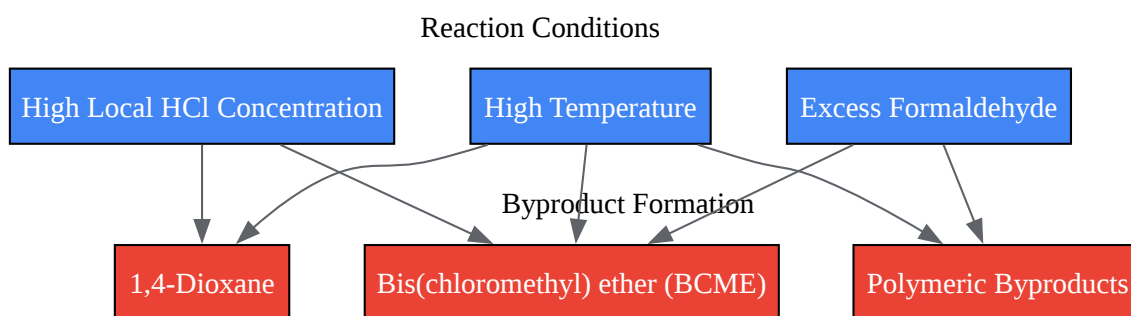 Reaction Conditions
High Local HCl Concentration
High Temperature
Excess Formaldehyde
Byproduct Formation
1,4-Dioxane
Bis(chloromethyl) ether (BCME)
Polymeric Byproducts